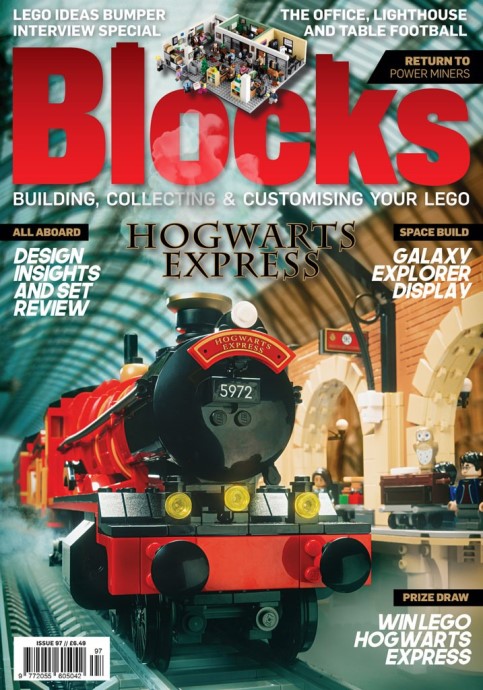 LEGO IDEAS BUMPER
INTERVIEW SPECIAL
THE OFFICE, LIGHTHOUSE
AND TABLE FOOTBALL
RETURN TO
POWER MINERS
Blocks
BUILDING, COLLECTING & CUSTOMISING YOUR LEGO
ALL ABOARD
DESIGN
INSIGHTS
AND SET
REVIEW
HOGWARTS
EXPRESS
SPACE BUILD
GALAXY
EXPLORER
DISPLAY
HOGWARTS
EXPRESS
5972
PRIZE DRAW
WIN LEGO
HOGWARTS
EXPRESS
ISSUE 97 // £6.49
97
9 772055 605042